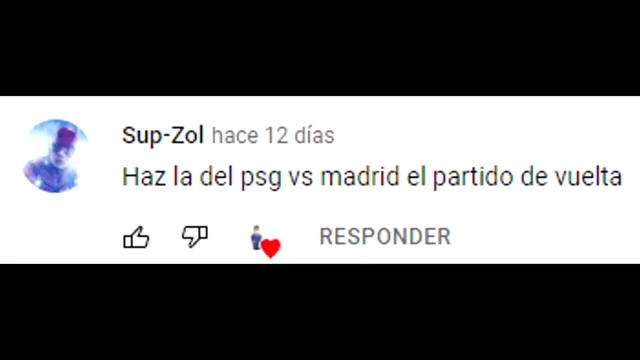 Sup-Zol hace 12 días
Haz la del psg vs madrid el partido de vuelta
RESPONDER